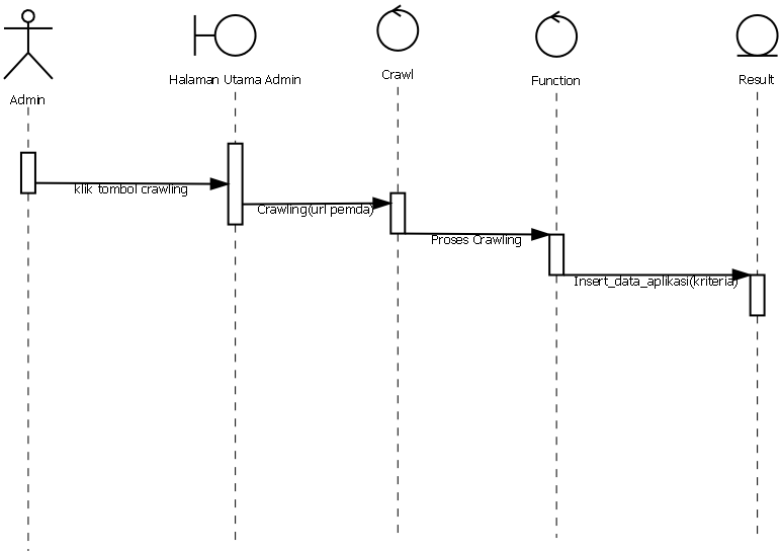 Admin
Halaman Utama Admin
Crawl
Function
Result
klik tombol crawling
Crawling(url pemda)
Proses Crawling
Insert_data_aplikasi(kriteria)